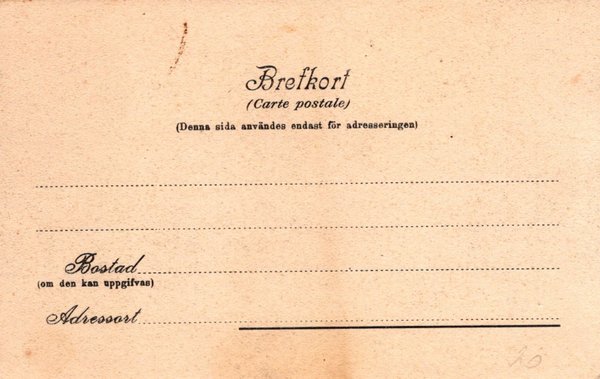 Brefkort
(Carte postale)
(Denna sida användes endast för adresseringen)
Bostad
(om den kan uppgifvas)
Adressort